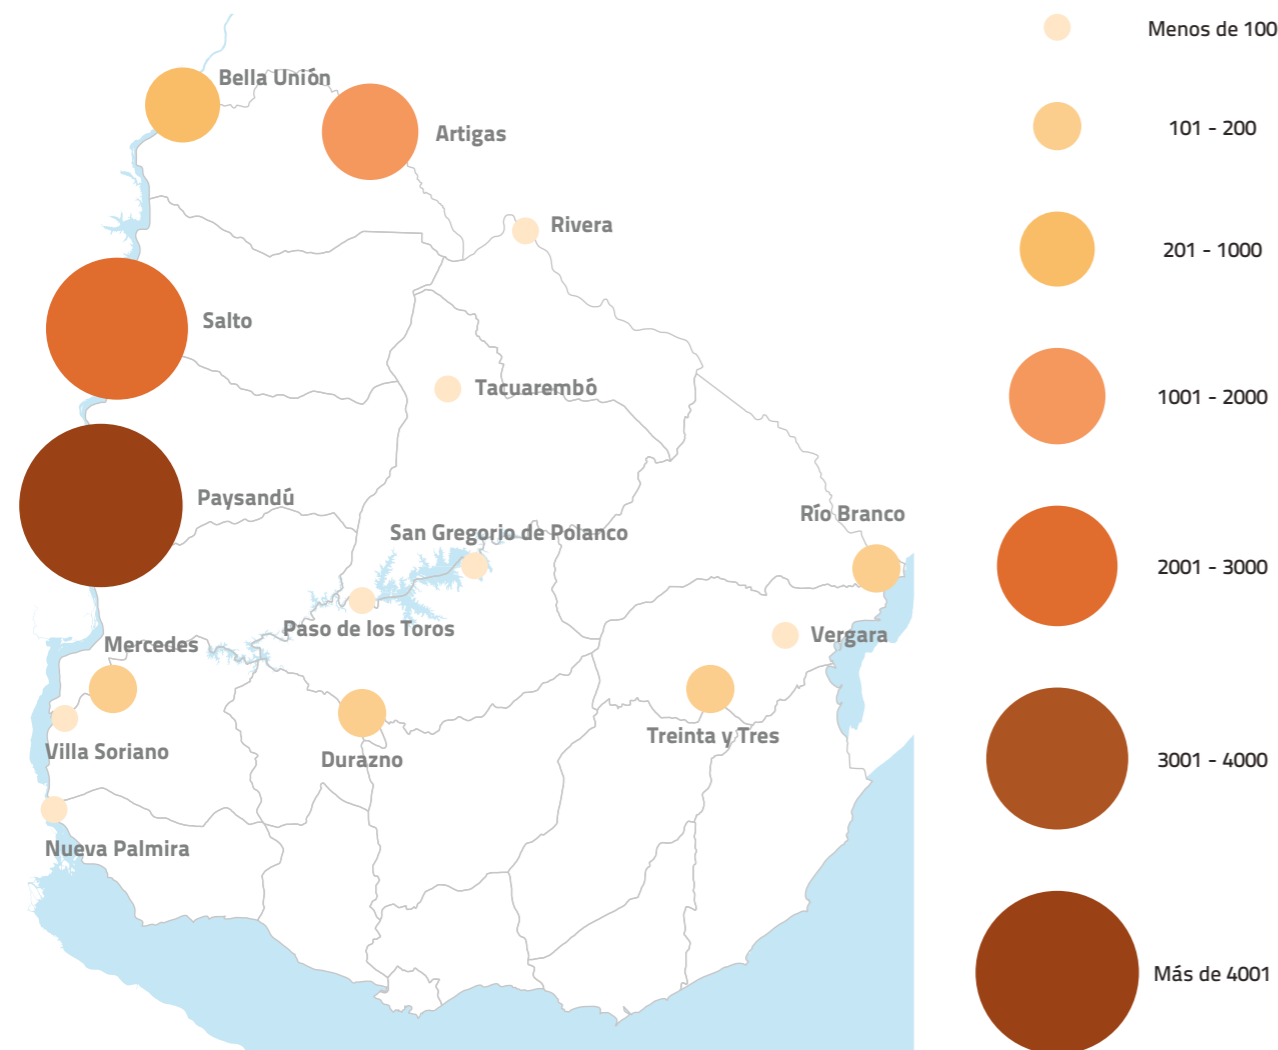 Bella Unión
Artigas
Rivera
Salto
Tacuarembó
Paysandú
San Gregorio de Polanco
Río Branco
Paso de los Toros
Vergara
Mercedes
Villa Soriano
Durazno
Treinta y Tres
Nueva Palmira
Menos de 100
101 - 200
201 - 1000
1001 - 2000
2001 - 3000
3001 - 4000
Más de 4001